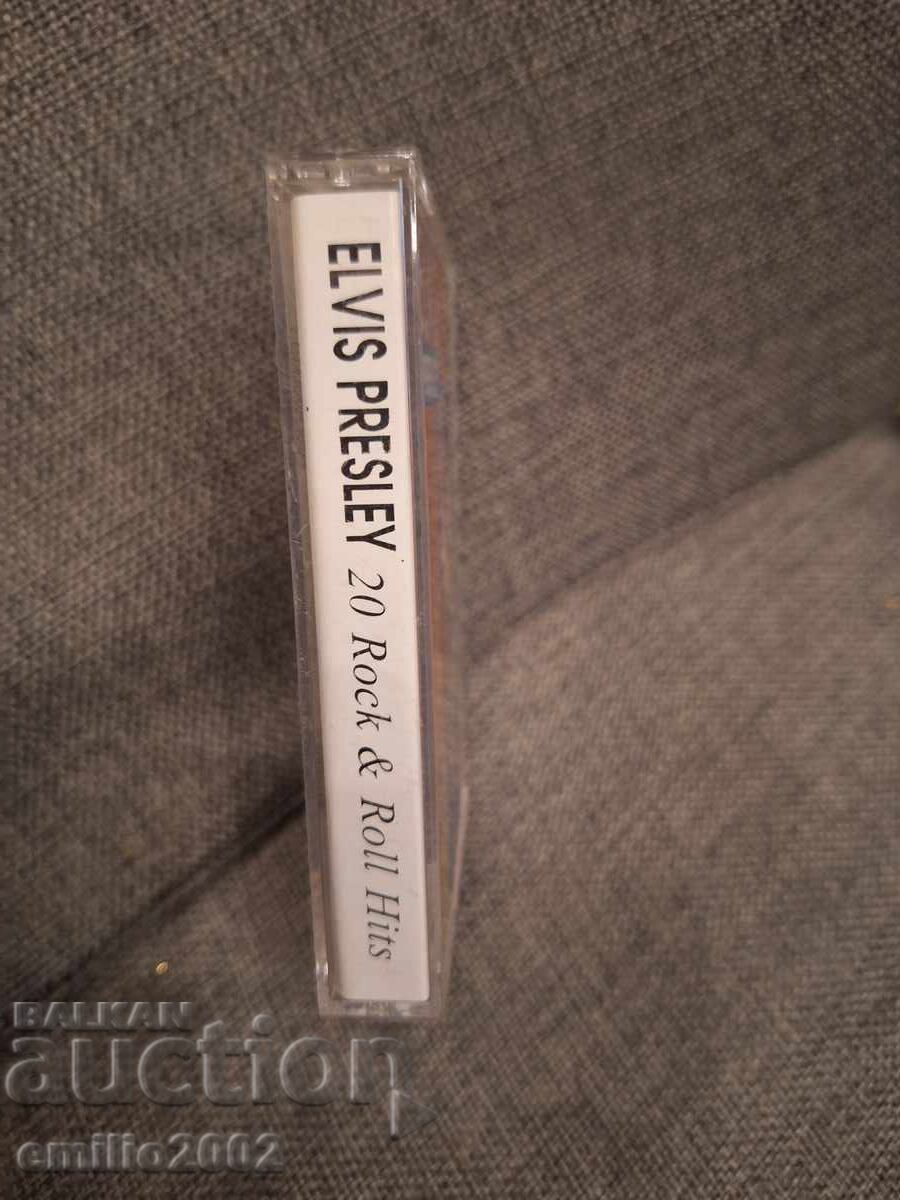 ELVIS PRESLEY 20 Rock & Roll Hits
BALKAN
auction
emilio2002